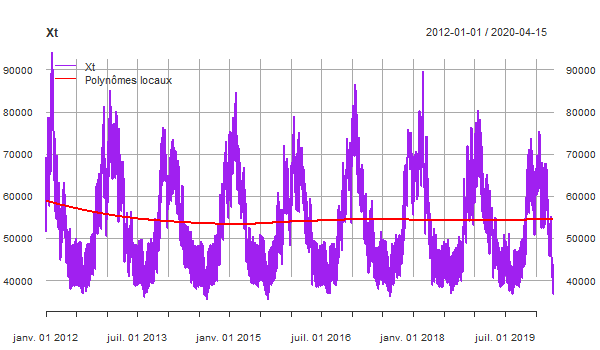 Xt
2012-01-01 / 2020-04-15
Xt
Polynômes locaux
90000
90000
80000
80000
70000
70000
60000
60000
50000
50000
40000
40000
janv. 01 2012
juil. 01 2013
janv. 01 2015
juil. 01 2016
janv. 01 2018
juil. 01 2019